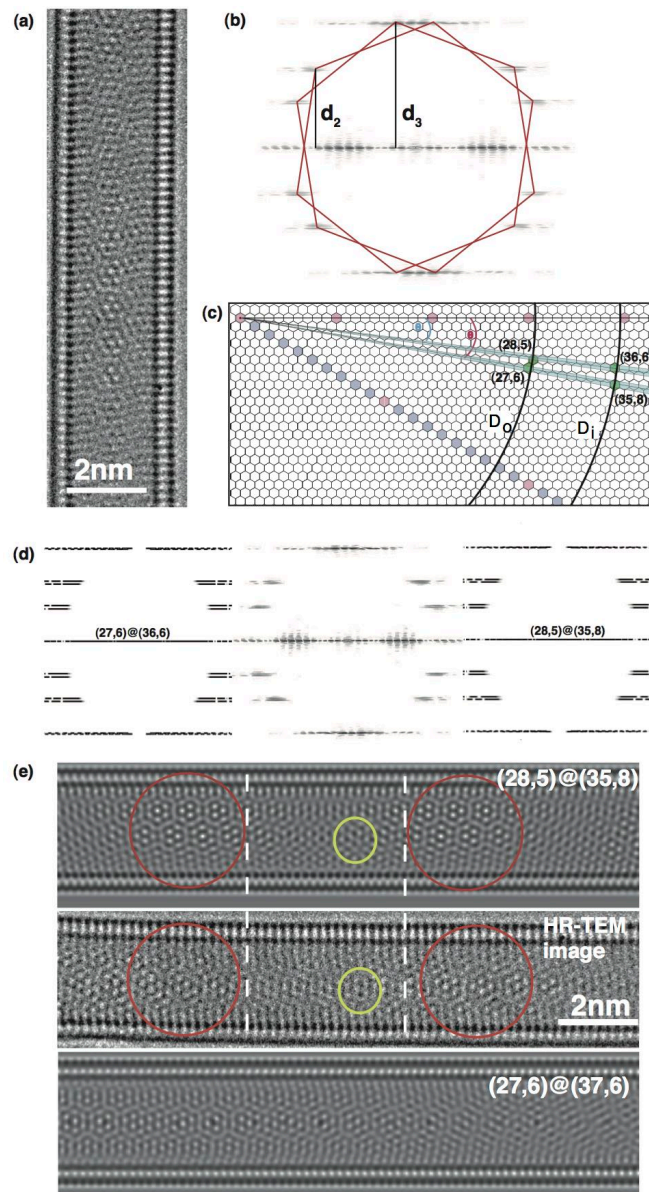 (a)
2nm
(b)
d2
d3
(c)
θ
θ
(28,5)
(36,6)
(27,6)
(35,8)
Do
Di
(d)
(27,6)@(36,6)
(28,5)@(35,8)
(e)
(28,5)@(35,8)
HR-TEM
image
2nm
(27,6)@(37,6)